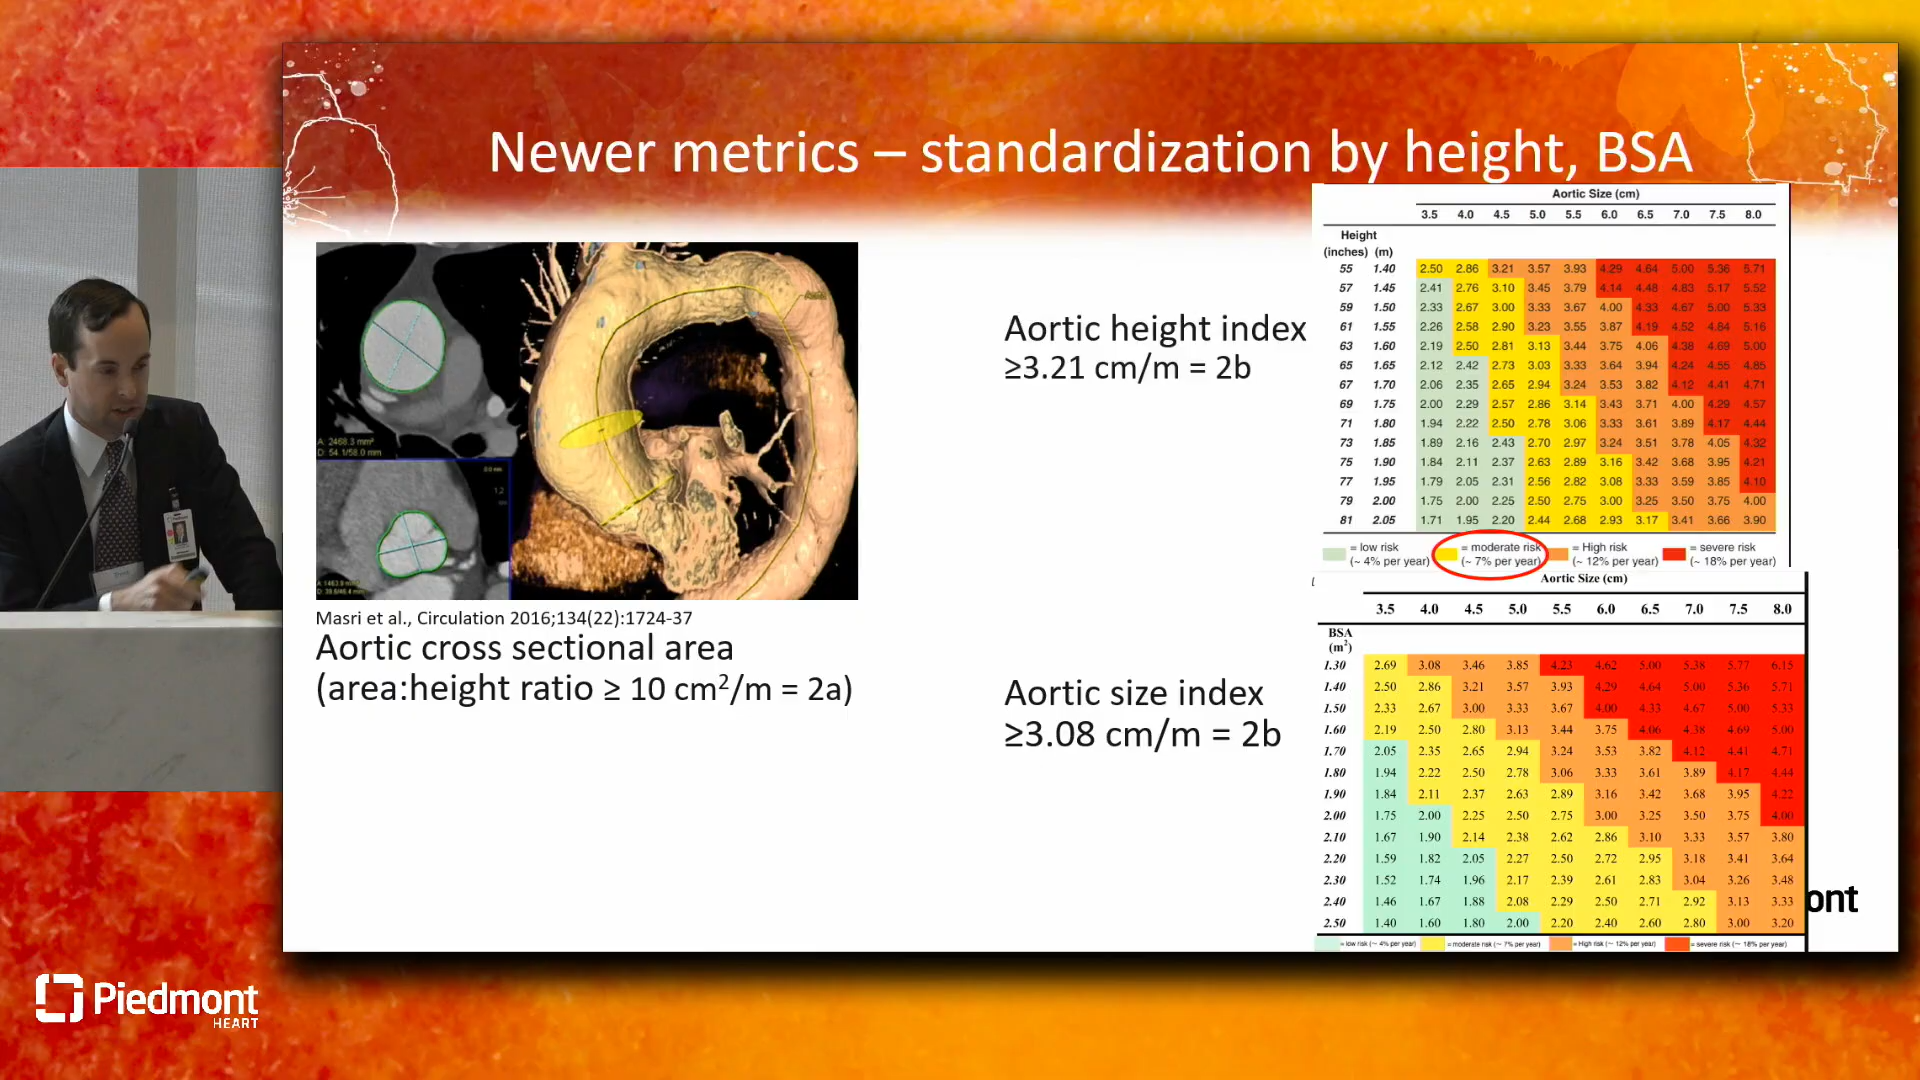 Newer metrics – standardization by height, BSA
A: 2468.3 mm²
D: 54.1/58.0 mm
Masri et al., Circulation 2016;134(22):1724-37
Aortic cross sectional area
(area:height ratio ≥ 10 cm²/m = 2a)
Aortic height index
≥3.21 cm/m = 2b
Aortic size index
≥3.08 cm/m = 2b
Aortic Size (cm)
3.5 4.0 4.5 5.0 5.5 6.0 6.5 7.0 7.5 8.0
Height
(inches) (m)
55 1.40 2.50 2.86 3.21 3.57 3.93 4.29 4.64 5.00 5.36 5.71
57 1.45 2.41 2.76 3.10 3.45 3.79 4.14 4.48 4.83 5.17 5.52
59 1.50 2.33 2.67 3.00 3.33 3.67 4.00 4.33 4.67 5.00 5.33
61 1.55 2.26 2.58 2.90 3.23 3.55 3.87 4.19 4.52 4.84 5.16
63 1.60 2.19 2.50 2.81 3.13 3.44 3.75 4.06 4.38 4.69 5.00
65 1.65 2.12 2.42 2.73 3.03 3.33 3.64 3.94 4.24 4.55 4.85
67 1.70 2.06 2.35 2.65 2.94 3.24 3.53 3.82 4.12 4.41 4.71
69 1.75 2.00 2.29 2.57 2.86 3.14 3.43 3.71 4.00 4.29 4.57
71 1.80 1.94 2.22 2.50 2.78 3.06 3.33 3.61 3.89 4.17 4.44
73 1.85 1.89 2.16 2.43 2.70 2.97 3.24 3.51 3.78 4.05 4.32
75 1.90 1.84 2.11 2.37 2.63 2.89 3.16 3.42 3.68 3.95 4.21
77 1.95 1.79 2.05 2.31 2.56 2.82 3.08 3.33 3.59 3.85 4.10
79 2.00 1.75 2.00 2.25 2.50 2.75 3.00 3.25 3.50 3.75 4.00
81 2.05 1.71 1.95 2.20 2.44 2.68 2.93 3.17 3.41 3.66 3.90
= low risk (~ 4% per year) = moderate risk (~ 7% per year) = High risk (~ 12% per year) = severe risk (~ 18% per year)
Aortic Size (cm)
3.5 4.0 4.5 5.0 5.5 6.0 6.5 7.0 7.5 8.0
BSA
(m²)
1.30 2.69 3.08 3.46 3.85 4.23 4.62 5.00 5.38 5.77 6.15
1.40 2.50 2.86 3.21 3.57 3.93 4.29 4.64 5.00 5.36 5.71
1.50 2.33 2.67 3.00 3.33 3.67 4.00 4.33 4.67 5.00 5.33
1.60 2.19 2.50 2.80 3.13 3.44 3.75 4.06 4.38 4.69 5.00
1.70 2.05 2.35 2.65 2.94 3.24 3.53 3.82 4.12 4.41 4.71
1.80 1.94 2.22 2.50 2.78 3.06 3.33 3.61 3.89 4.17 4.44
1.90 1.84 2.11 2.37 2.63 2.89 3.16 3.42 3.68 3.95 4.22
2.00 1.75 2.00 2.25 2.50 2.75 3.00 3.25 3.50 3.75 4.00
2.10 1.67 1.90 2.14 2.38 2.62 2.86 3.10 3.33 3.57 3.80
2.20 1.59 1.82 2.05 2.27 2.50 2.72 2.95 3.18 3.41 3.64
2.30 1.52 1.74 1.96 2.17 2.39 2.61 2.83 3.04 3.26 3.48
2.40 1.46 1.67 1.88 2.08 2.29 2.50 2.71 2.92 3.13 3.33
2.50 1.40 1.60 1.80 2.00 2.20 2.40 2.60 2.80 3.00 3.20
= low risk (~ 4% per year) = moderate risk (~ 7% per year) = High risk (~ 12% per year) = severe risk (~ 18% per year)
ont
Piedmont
HEART